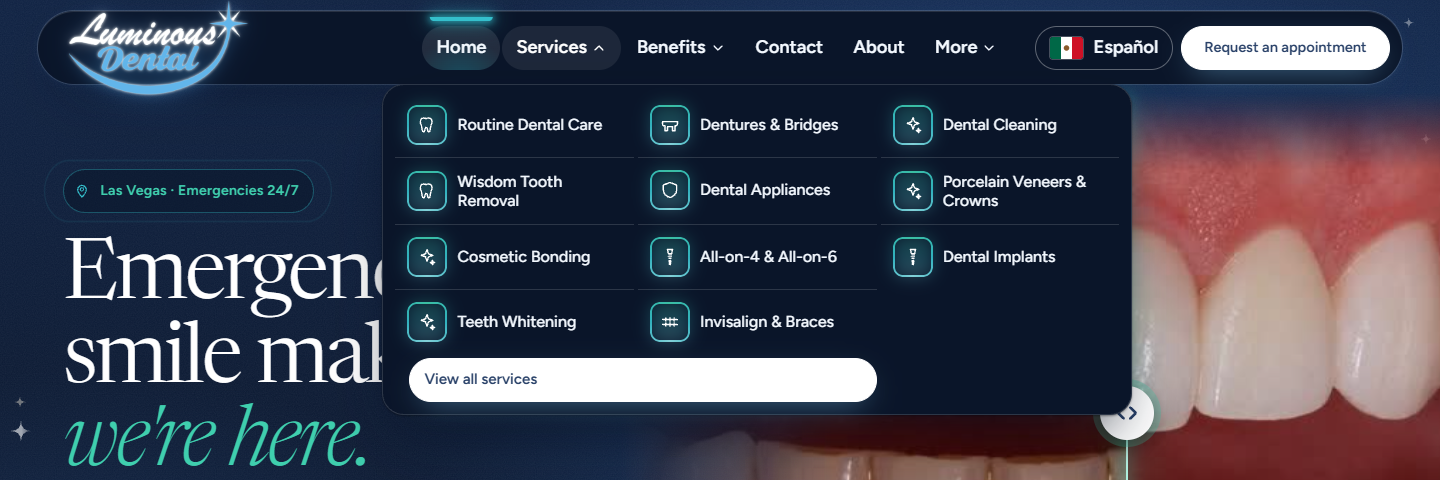 Luminous
Dental
Home
Services
Benefits
Contact
About
More
Español
Request an appointment
Routine Dental Care
Dentures & Bridges
Dental Cleaning
Wisdom Tooth
Removal
Dental Appliances
Porcelain Veneers &
Crowns
Cosmetic Bonding
All-on-4 & All-on-6
Dental Implants
Teeth Whitening
Invisalign & Braces
View all services
Las Vegas · Emergencies 24/7
smile
we're here.